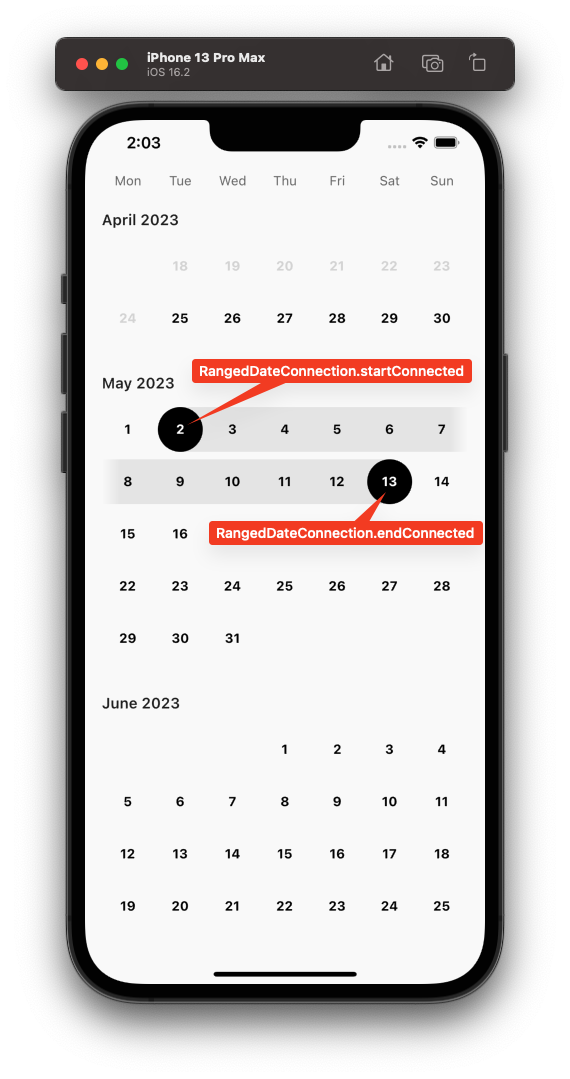 iPhone 13 Pro Max
iOS 16.2
2:03
Mon Tue Wed Thu Fri Sat Sun
April 2023
18 19 20 21 22 23
24 25 26 27 28 29 30
RangedDateConnection.startConnected
May 2023
1 2 3 4 5 6 7
8 9 10 11 12 13 14
15 16
RangedDateConnection.endConnected
22 23 24 25 26 27 28
29 30 31
June 2023
1 2 3 4
5 6 7 8 9 10 11
12 13 14 15 16 17 18
19 20 21 22 23 24 25